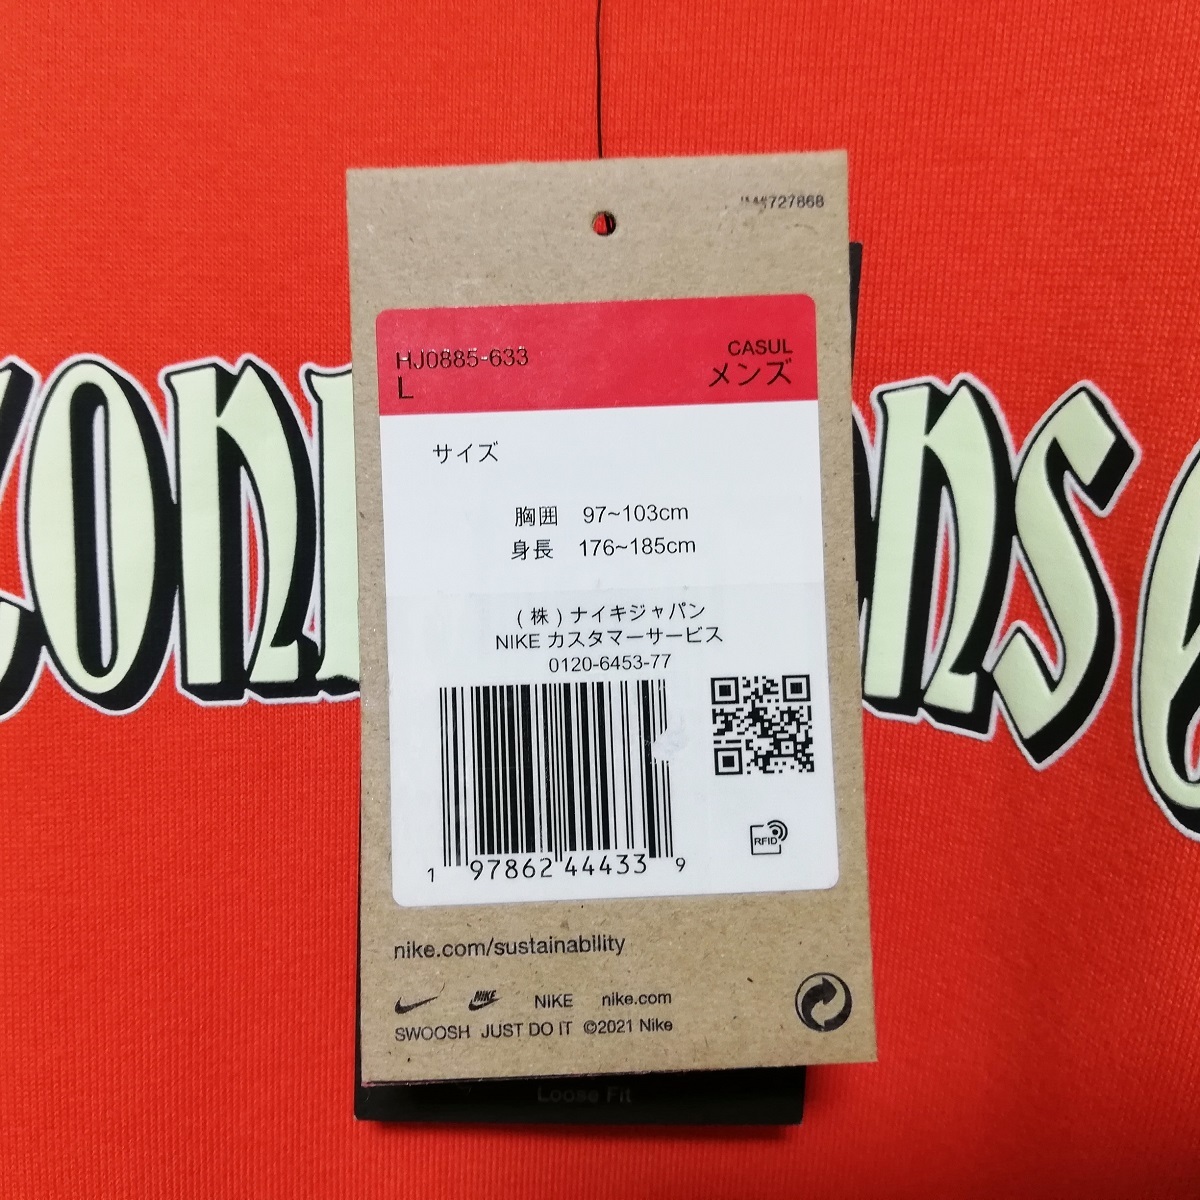 727868
HJ0885-633
L
CASUL
メンズ
サイズ
胸囲 97~103cm
身長 176~185cm
(株)ナイキジャパン
NIKE カスタマーサービス
0120-6453-77
RFID
1 97862 44433 9
nike.com/sustainability
NIKE NIKE nike.com
SWOOSH JUST DO IT ©2021 Nike
Loose Fit